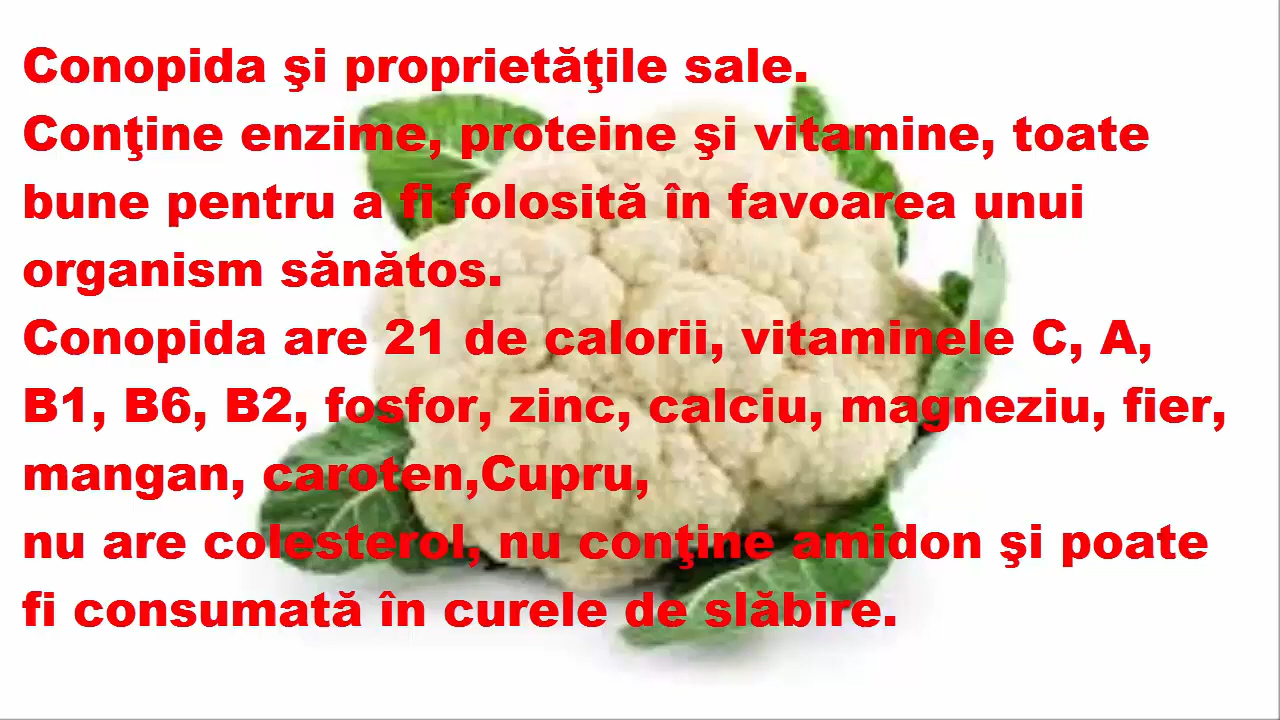 Conopida şi proprietăţile sale.
Conţine enzime, proteine şi vitamine, toate
bune pentru a fi folosită în favoarea unui
organism sănătos.
Conopida are 21 de calorii, vitaminele C, A,
B1, B6, B2, fosfor, zinc, calciu, magneziu, fier,
mangan, caroten,Cupru,
nu are colesterol, nu conţine amidon şi poate
fi consumată în curele de slăbire.